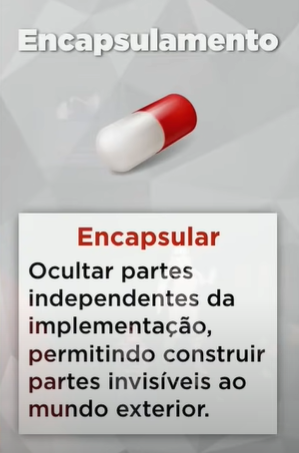 Encapsulamento
Encapsular
Ocultar partes
independentes da
implementação,
permitindo construir
partes invisíveis ao
mundo exterior.